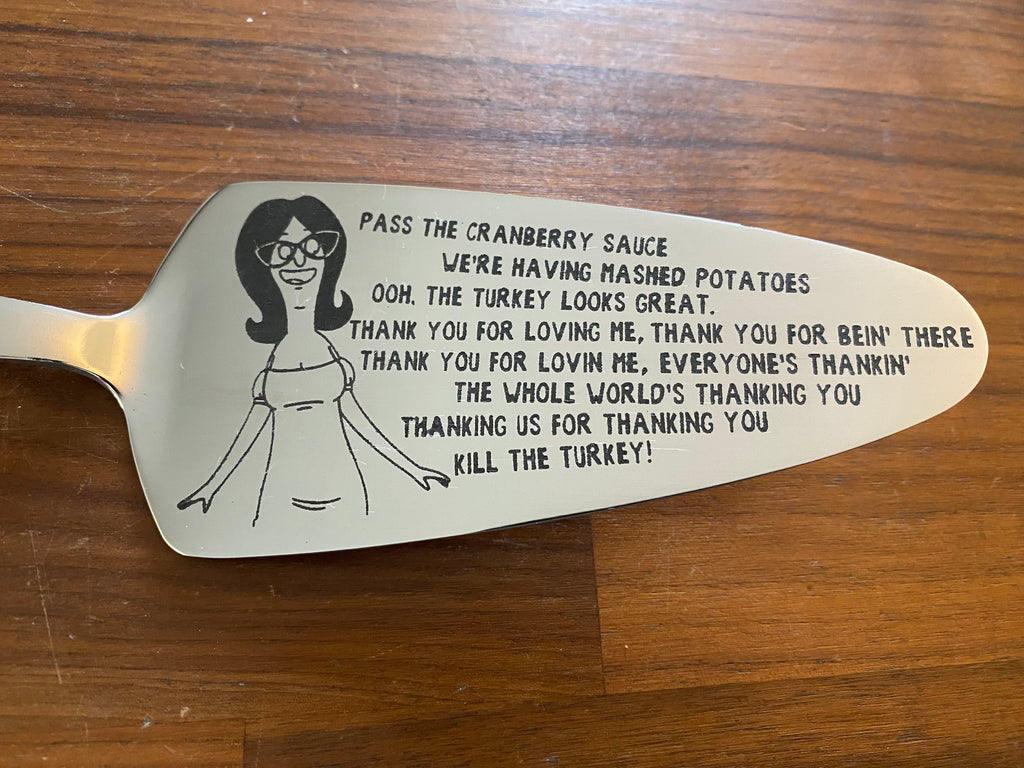 PASS THE CRANBERRY SAUCE
WE'RE HAVING MASHED POTATOES
OOH. THE TURKEY LOOKS GREAT.
THANK YOU FOR LOVING ME, THANK YOU FOR BEIN' THERE
THANK YOU FOR LOVIN ME, EVERYONE'S THANKIN'
THE WHOLE WORLD'S THANKING YOU
THANKING US FOR THANKING YOU
KILL THE TURKEY!